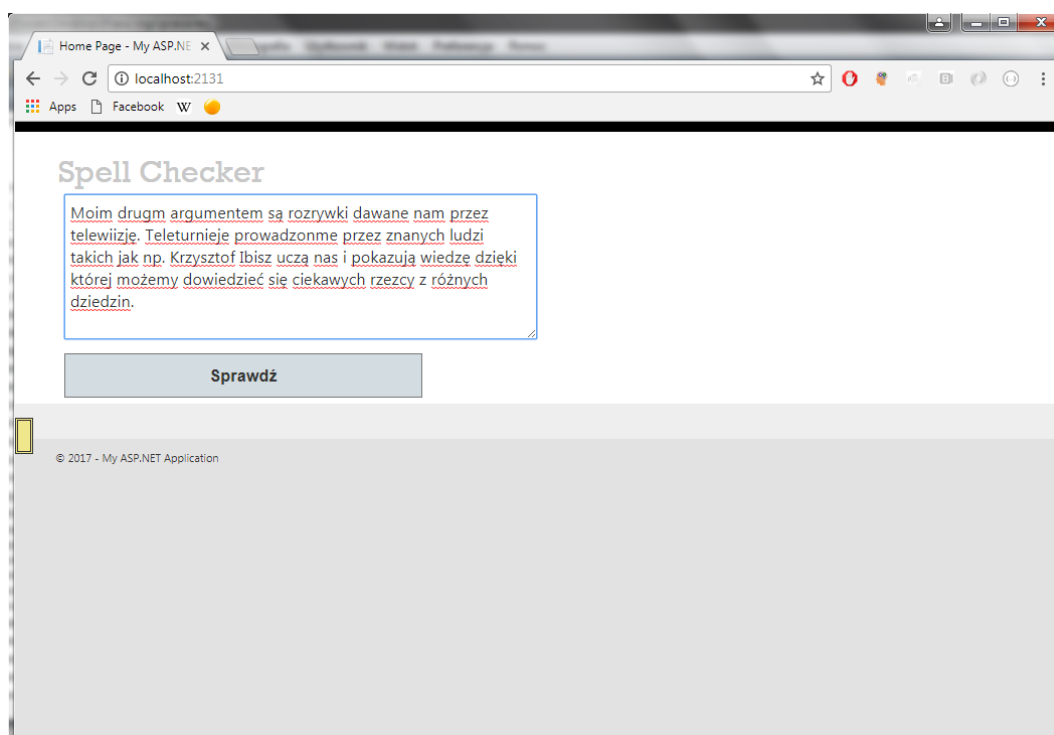 Home Page - My ASP.NE
localhost:2131
Apps Facebook W
Spell Checker
Moim drugm argumentem są rozrywki dawane nam przez
telewiizję. Teleturnieje prowadzonme przez znanych ludzi
takich jak np. Krzysztof Ibisz uczą nas i pokazują wiedzę dzięki
której możemy dowiedzieć się ciekawych rzezcy z różnych
dziedzin.
Sprawdź
© 2017 - My ASP.NET Application